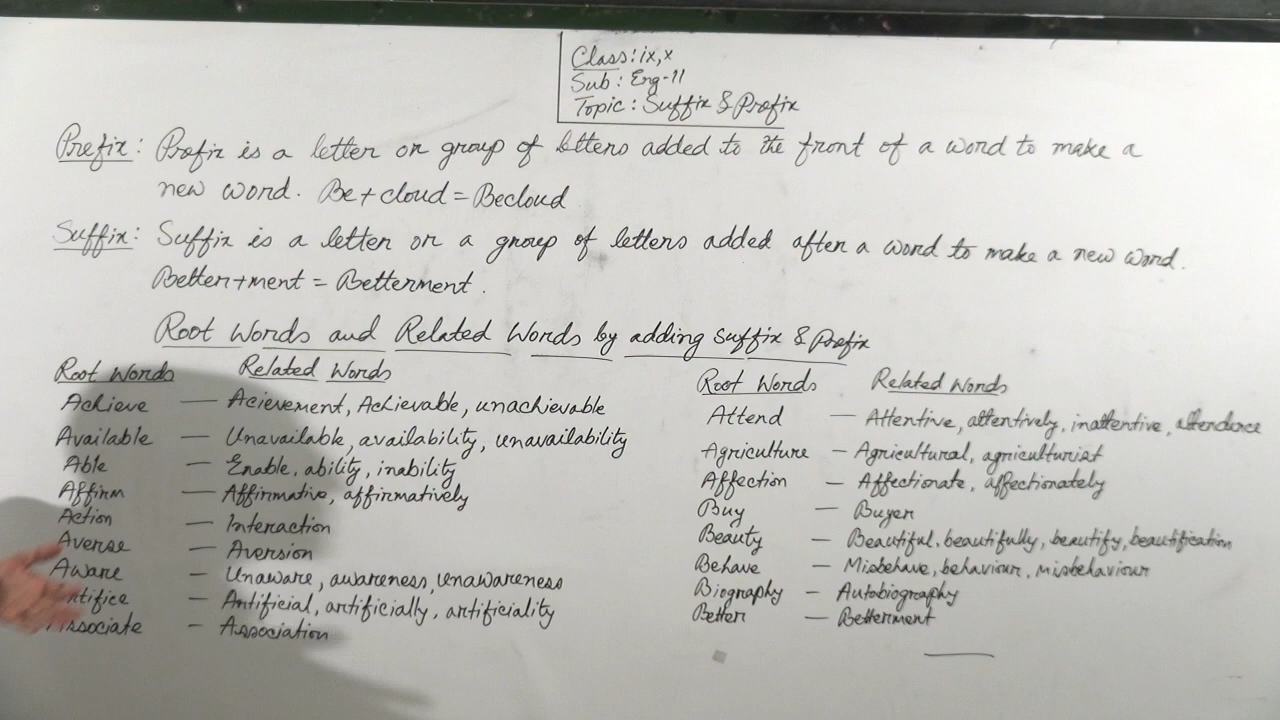 Class: ix, x
Sub: Eng-11
Topic: Suffix & Prefix
Prefix: Prefix is a letter or group of letters added to the front of a word to make a
new word. Be + cloud = Becloud
Suffix: Suffix is a letter or a group of letters added after a word to make a new word.
Better + ment = Betterment.
Root Words and Related Words by adding suffix & Prefix
Root Words Related Words
Achieve — Acievement, Achievable, unachievable
Available — Unavailable, availability, unavailability
Able — Enable, ability, inability
Affirm — Affirmative, affirmatively
Action — Interaction
Averse — Aversion
Aware — Unaware, awareness, unawareness
Artifice — Artificial, artificially, artificiality
Associate — Association
Root Words Related Words
Attend — Attentive, attentively, inattentive, attendence
Agriculture — Agricultural, agriculturist
Affection — Affectionate, affectionately
Buy — Buyer
Beauty — Beautiful, beautifully, beautify, beautification
Behave — Misbehave, behaviour, misbehaviour
Biography — Autobiography
Better — Betterment